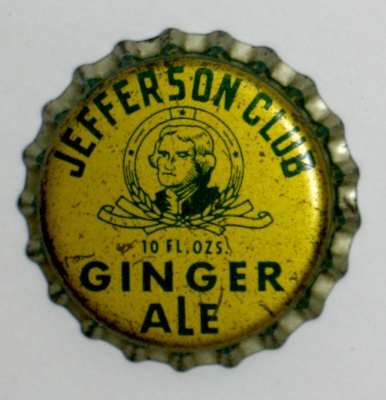 JEFFERSON CLUB
10 FL. OZS.
GINGER
ALE